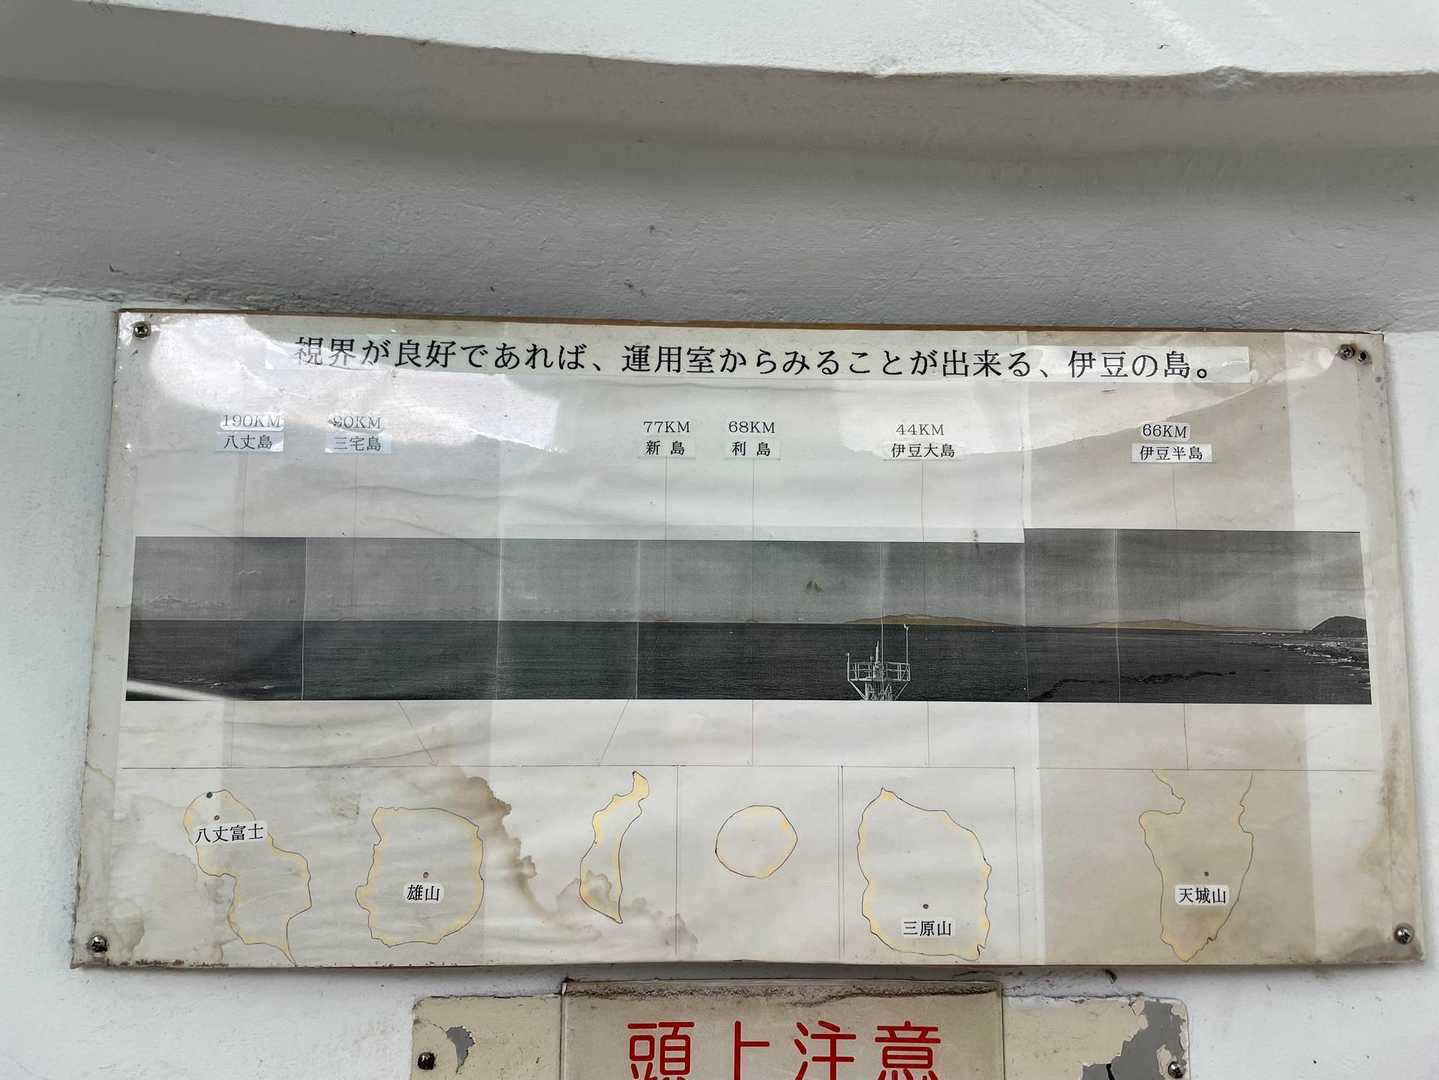 視界が良好であれば、運用室からみることが出来る、伊豆の島。
190KM
八丈島
90KM
三宅島
77KM
新島
68KM
利島
44KM
伊豆大島
66KM
伊豆半島
八丈富士
雄山
三原山
天城山
頭上注意